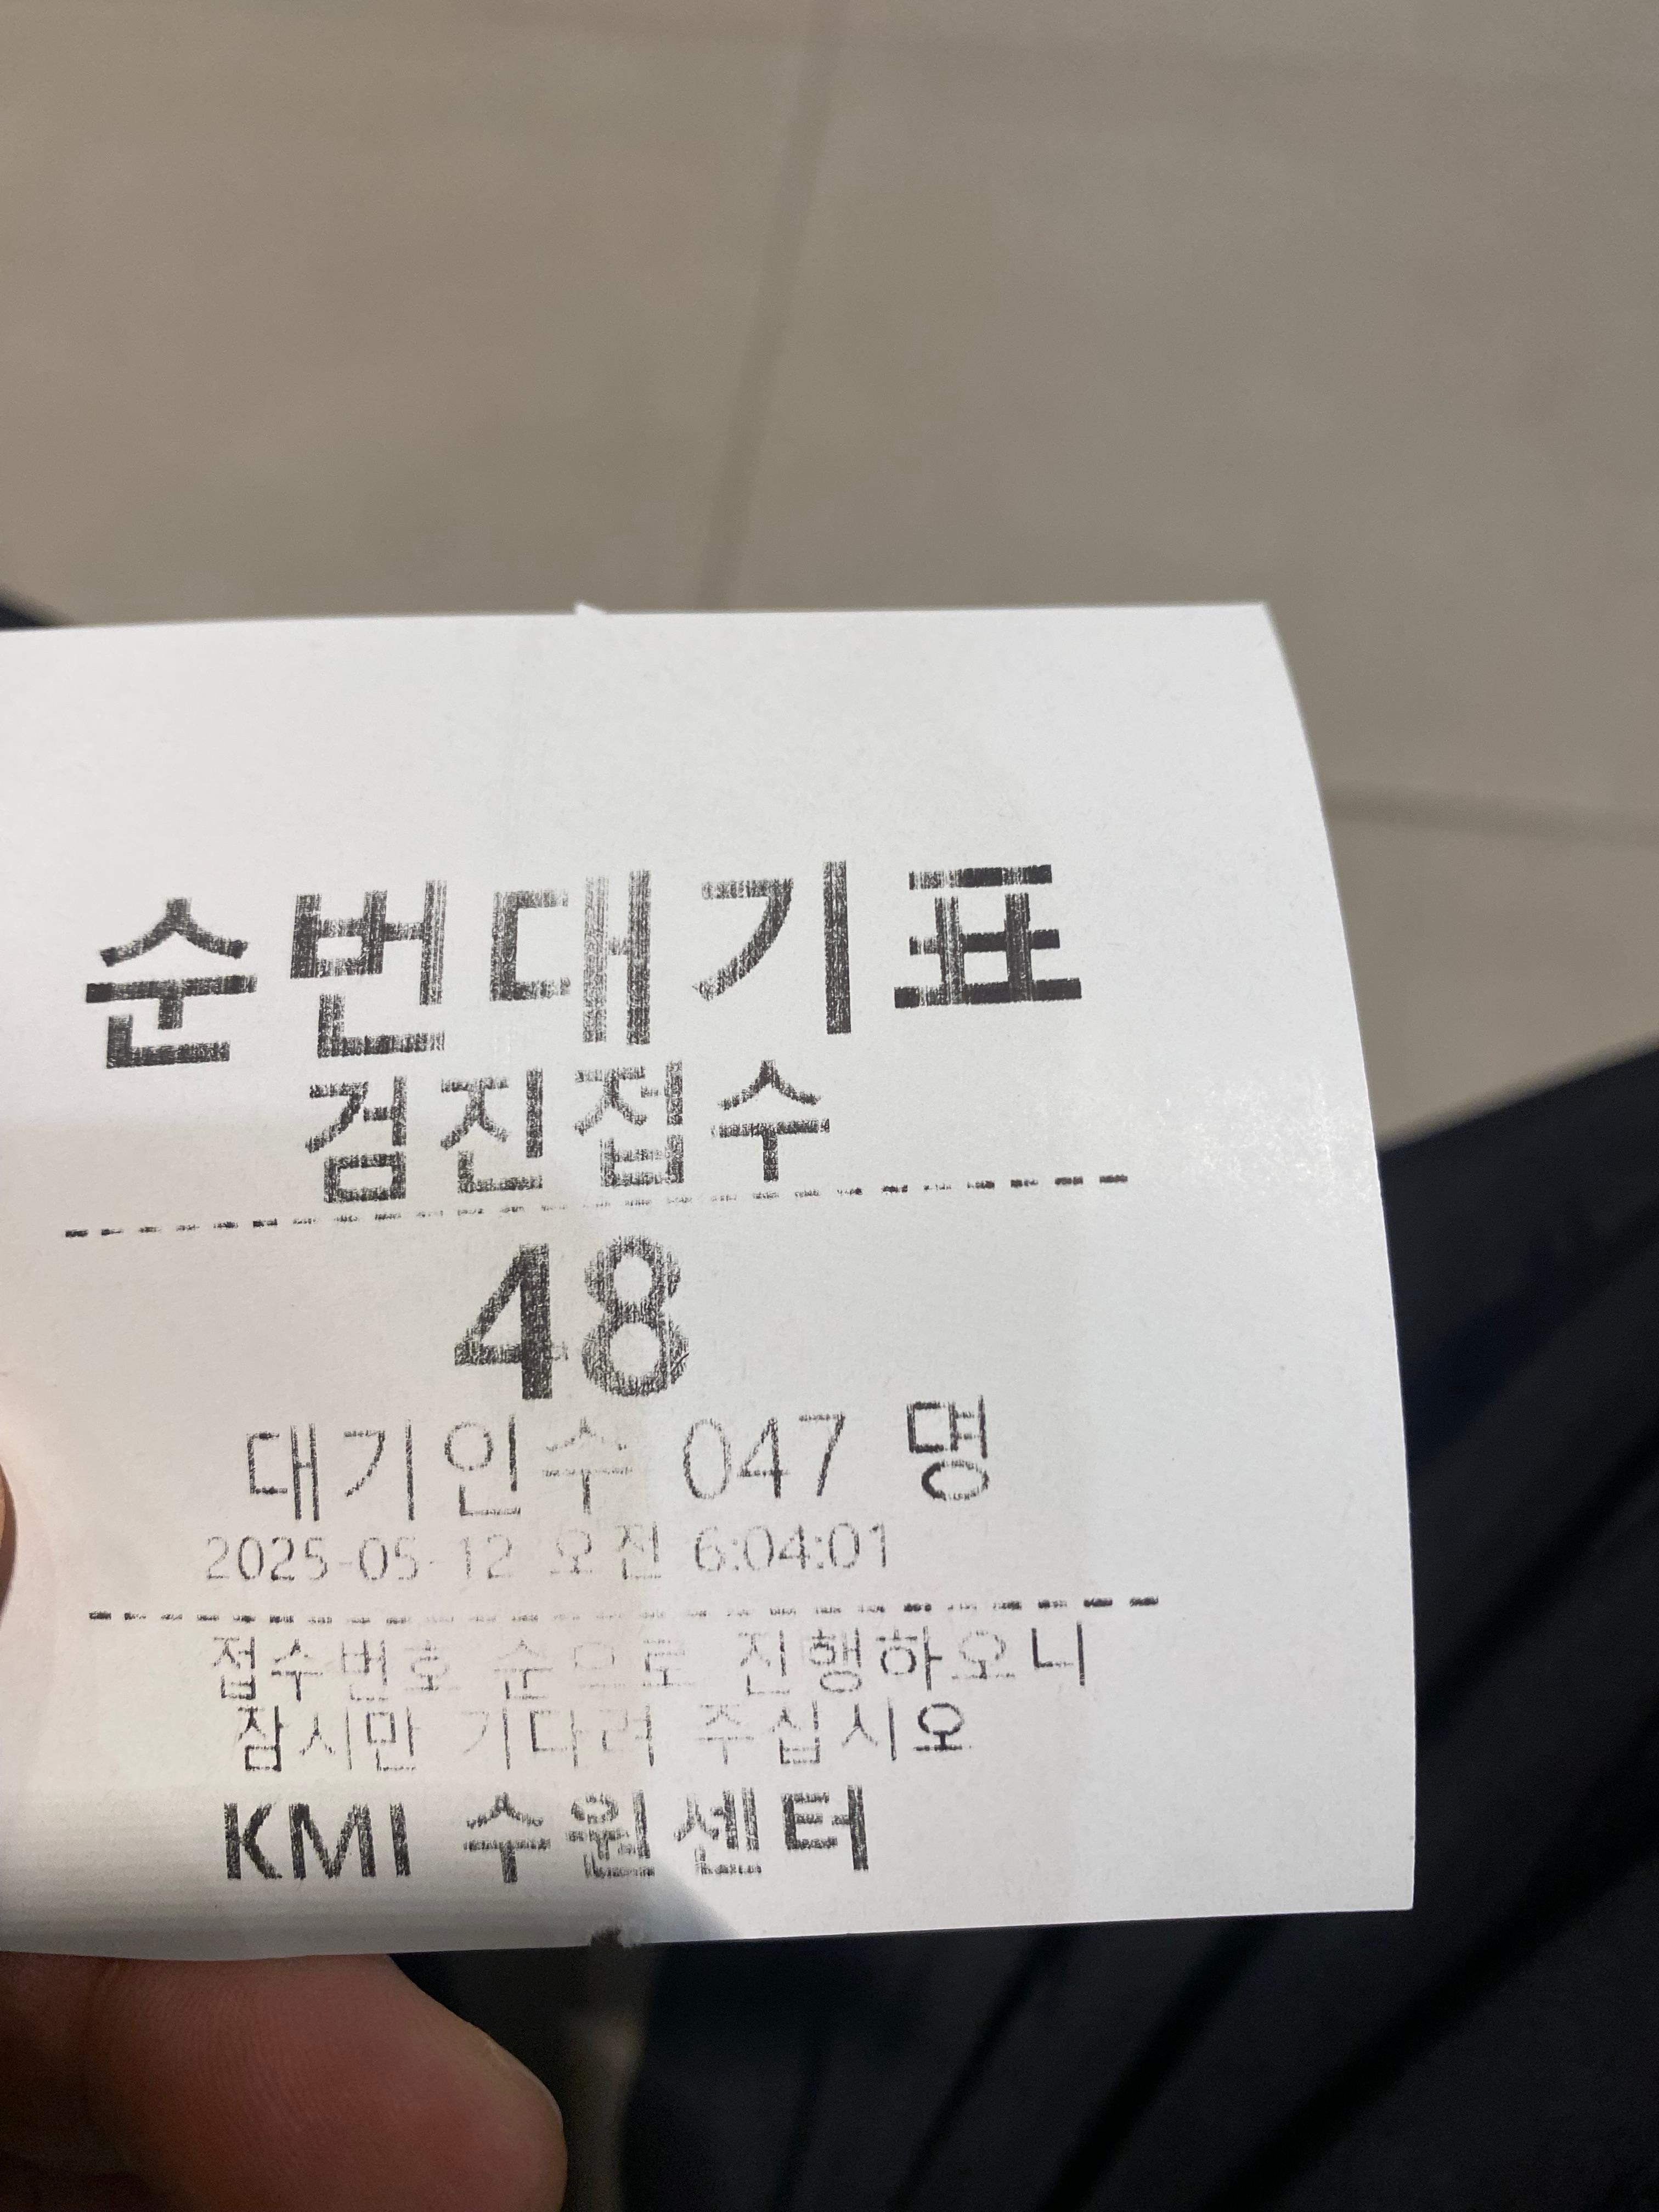 순번대기표
검진접수
48
대기인수 047 명
2025-05-12 오전 6:04:01
접수번호 순으로 진행하오니
잠시만 기다려 주십시오
KMI 수원센터